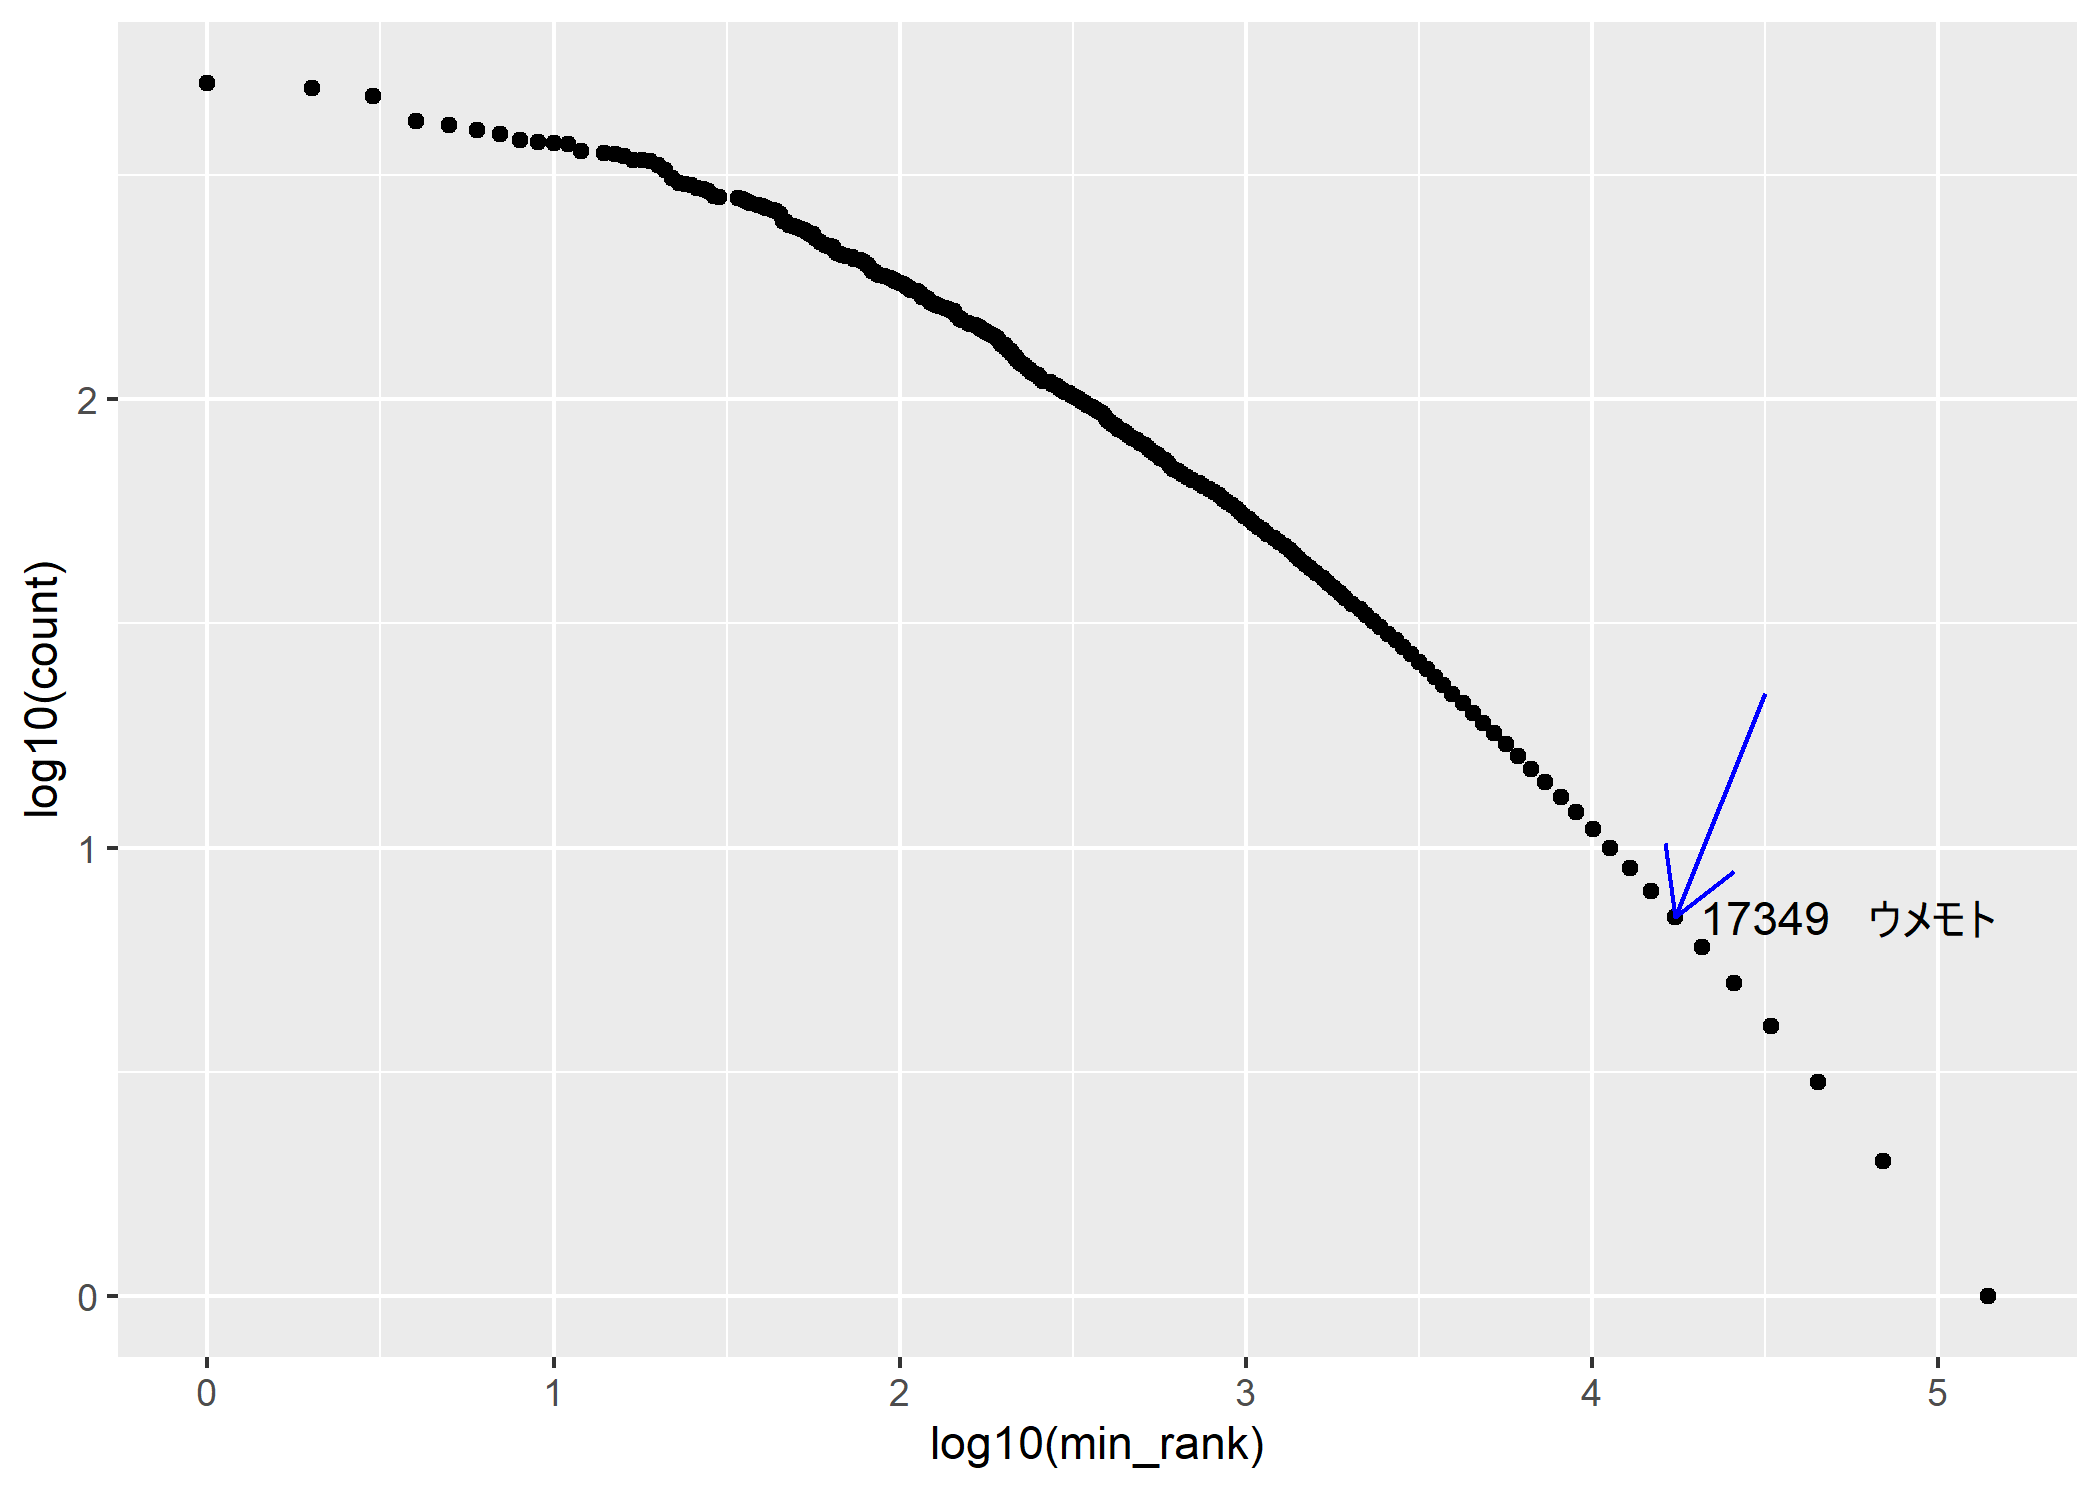 log10(count)
2
1
0
17349 ウメモト
0 1 2 3 4 5
log10(min_rank)